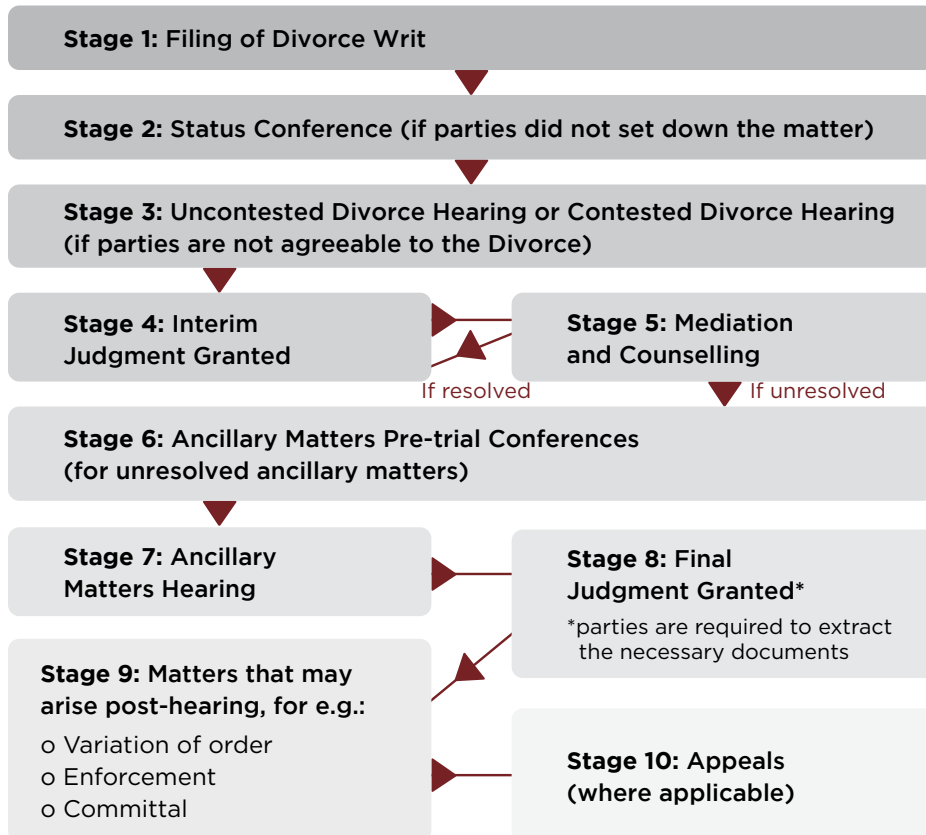 Stage 1: Filing of Divorce Writ
Stage 2: Status Conference (if parties did not set down the matter)
Stage 3: Uncontested Divorce Hearing or Contested Divorce Hearing
(if parties are not agreeable to the Divorce)
Stage 4: Interim
Judgment Granted
Stage 5: Mediation
and Counselling
If resolved
If unresolved
Stage 6: Ancillary Matters Pre-trial Conferences
(for unresolved ancillary matters)
Stage 7: Ancillary
Matters Hearing
Stage 8: Final
Judgment Granted*
*parties are required to extract
the necessary documents
Stage 9: Matters that may
arise post-hearing, for e.g.:
o Variation of order
o Enforcement
o Committal
Stage 10: Appeals
(where applicable)